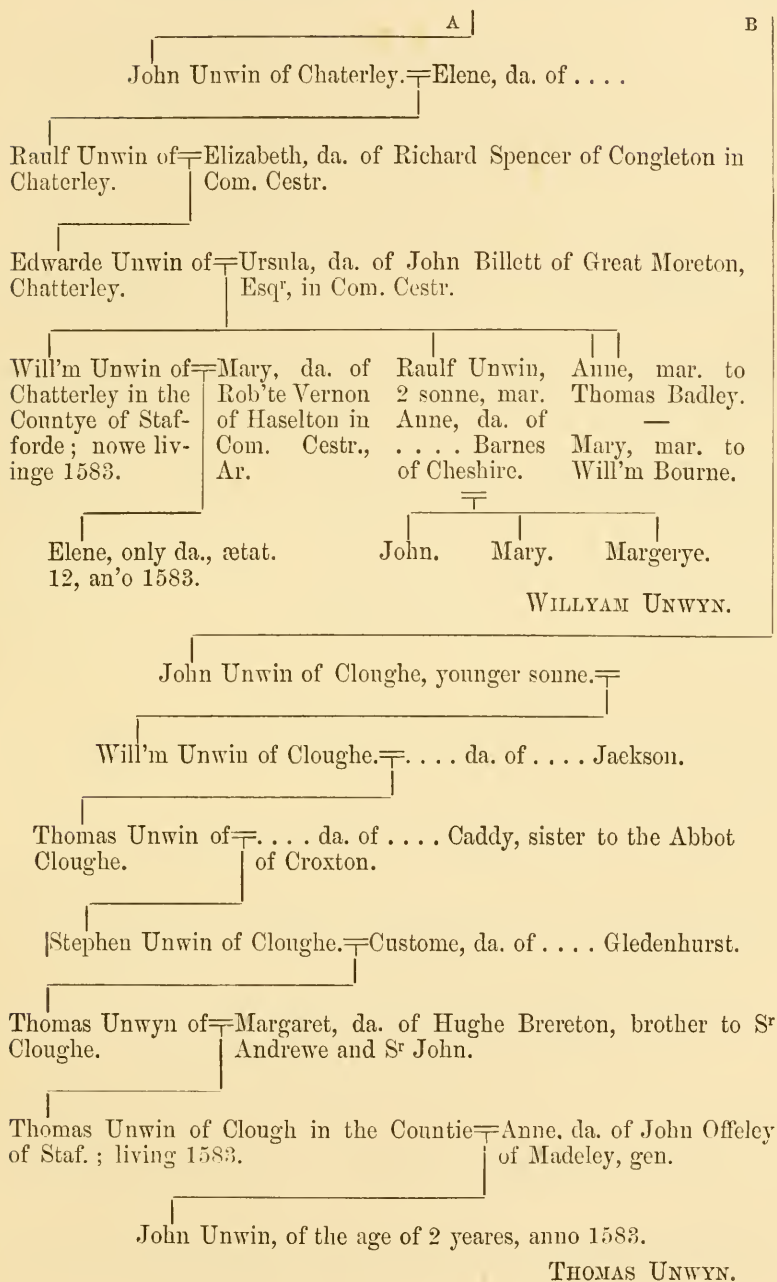 A B
John Unwin of Chaterley.=Elene, da. of . . . .
Raulf Unwin of=Elizabeth, da. of Richard Spencer of Congleton in
Chaterley. Com. Cestr.
Edwarde Unwin of=Ursula, da. of John Billett of Great Moreton,
Chatterley. Esqr, in Com. Cestr.
Will'm Unwin of=Mary, da. of Raulf Unwin, Anne, mar. to
Chatterley in the Rob'te Vernon 2 sonne, mar. Thomas Badley.
Countye of Staf- of Haselton in Anne, da. of —
forde; nowe liv- Com. Cestr., . . . . Barnes Mary, mar. to
inge 1583. Ar. of Cheshire. Will'm Bourne.
=
Elene, only da., ætat. John. Mary. Margerye.
12, an'o 1583.
WILLYAM UNWYN.
John Unwin of Cloughe, younger sonne.=
Will'm Unwin of Cloughe.=. . . . da. of . . . . Jackson.
Thomas Unwin of=. . . . da. of . . . . Caddy, sister to the Abbot
Cloughe. of Croxton.
Stephen Unwin of Cloughe.=Custome, da. of . . . . Gledenhurst.
Thomas Unwyn of=Margaret, da. of Hughe Brereton, brother to Sr
Cloughe. Andrewe and Sr John.
Thomas Unwin of Clough in the Countie=Anne, da. of John Offeley
of Staf.; living 1583. of Madeley, gen.
John Unwin, of the age of 2 yeares, anno 1583.
THOMAS UNWYN.